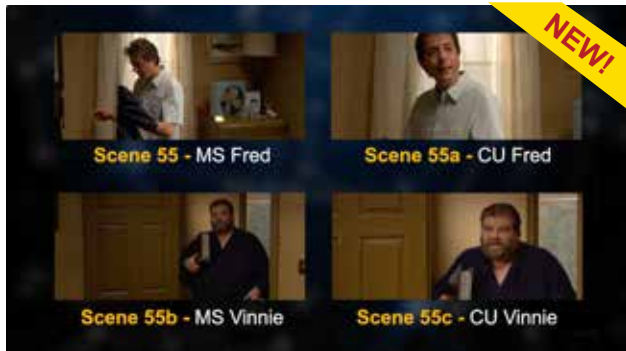 NEW!
Scene 55 - MS Fred
Scene 55a - CU Fred
Scene 55b - MS Vinnie
Scene 55c - CU Vinnie